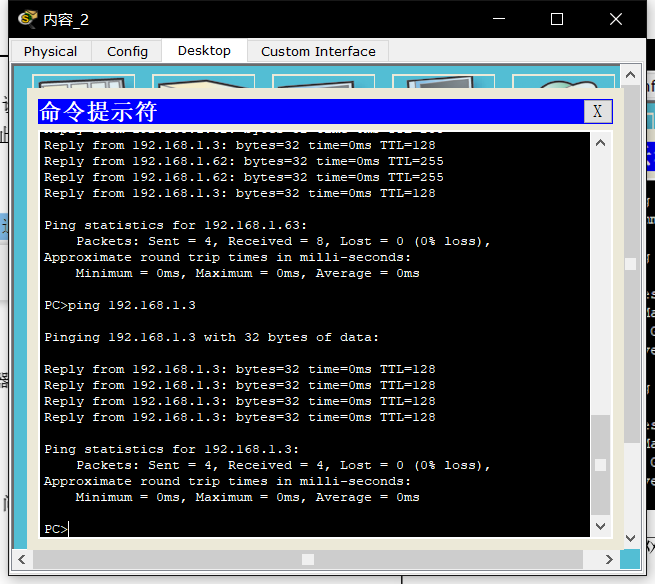 内容_2
Physical Config Desktop Custom Interface
命令提示符 X
Reply from 192.168.1.3: bytes=32 time=0ms TTL=128
Reply from 192.168.1.62: bytes=32 time=0ms TTL=255
Reply from 192.168.1.62: bytes=32 time=0ms TTL=255
Reply from 192.168.1.3: bytes=32 time=0ms TTL=128
Ping statistics for 192.168.1.63:
Packets: Sent = 4, Received = 8, Lost = 0 (0% loss),
Approximate round trip times in milli-seconds:
Minimum = 0ms, Maximum = 0ms, Average = 0ms
PC>ping 192.168.1.3
Pinging 192.168.1.3 with 32 bytes of data:
Reply from 192.168.1.3: bytes=32 time=0ms TTL=128
Reply from 192.168.1.3: bytes=32 time=0ms TTL=128
Reply from 192.168.1.3: bytes=32 time=0ms TTL=128
Reply from 192.168.1.3: bytes=32 time=0ms TTL=128
Ping statistics for 192.168.1.3:
Packets: Sent = 4, Received = 4, Lost = 0 (0% loss),
Approximate round trip times in milli-seconds:
Minimum = 0ms, Maximum = 0ms, Average = 0ms
PC>